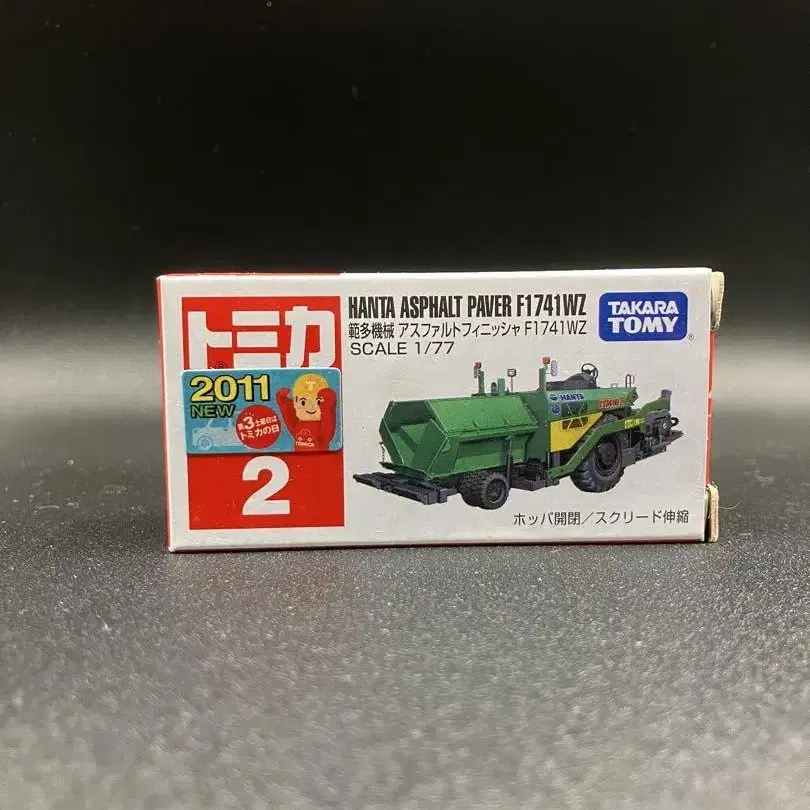 トミカ
HANTA ASPHALT PAVER F1741WZ
範多機械 アスファルトフィニッシャ F1741WZ
SCALE 1/77
TAKARA
TOMY
2011
NEW
第3土曜日は
トミカの日
2
HANTA
ホッパ開閉/スクリード伸縮